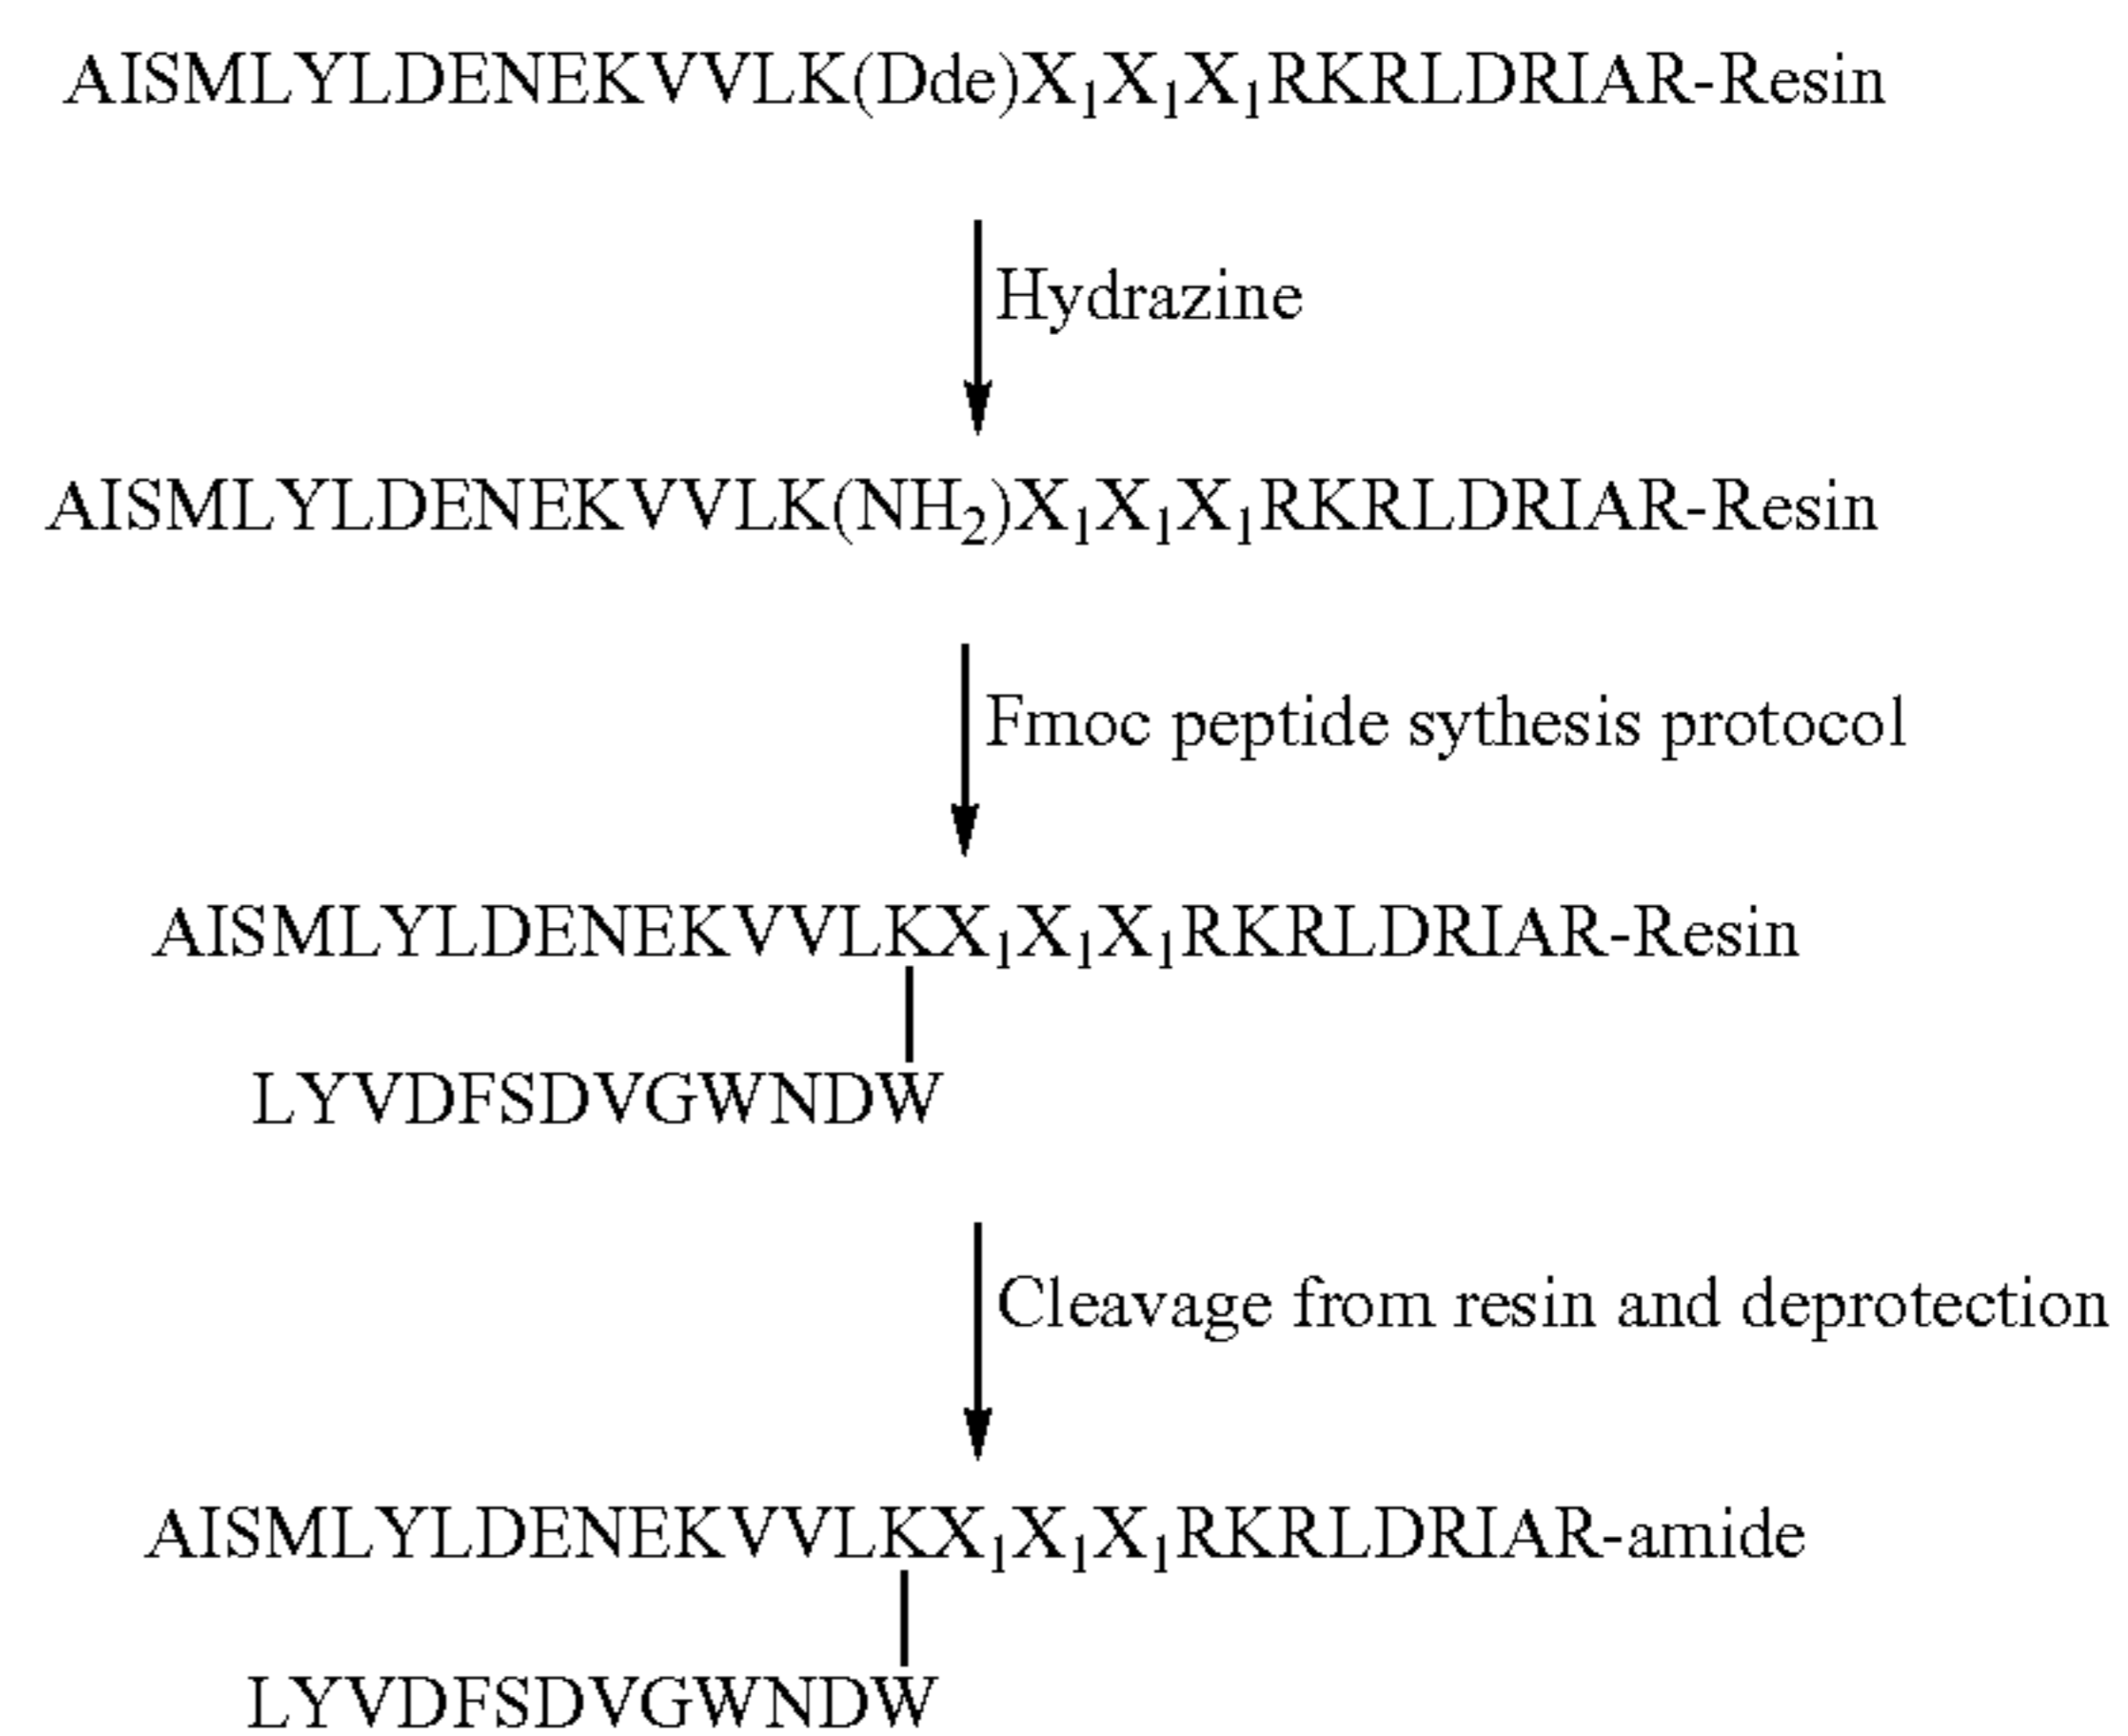 AISMLYLDENEKVVLK(Dde)X₁X₁X₁RKRLDRIAR-Resin
Hydrazine
AISMLYLDENEKVVLK(NH₂)X₁X₁X₁RKRLDRIAR-Resin
Fmoc peptide sythesis protocol
AISMLYLDENEKVVLKX₁X₁X₁RKRLDRIAR-Resin
LYVDFSDVGWNDW
Cleavage from resin and deprotection
AISMLYLDENEKVVLKX₁X₁X₁RKRLDRIAR-amide
LYVDFSDVGWNDW